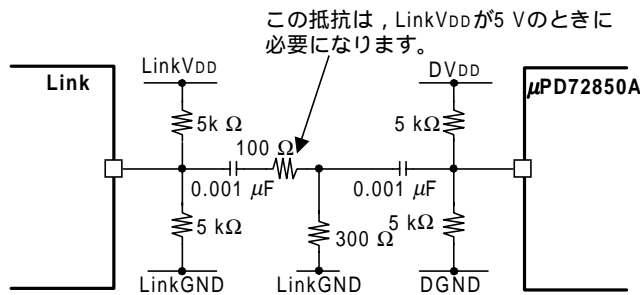 この抵抗は，LinkVDDが5 Vのときに
必要になります。
Link
LinkVDD
DVDD
μPD72850A
5k Ω
5 kΩ
100 Ω
0.001 μF
0.001 μF
5 kΩ
300 Ω
5 kΩ
LinkGND
LinkGND
DGND